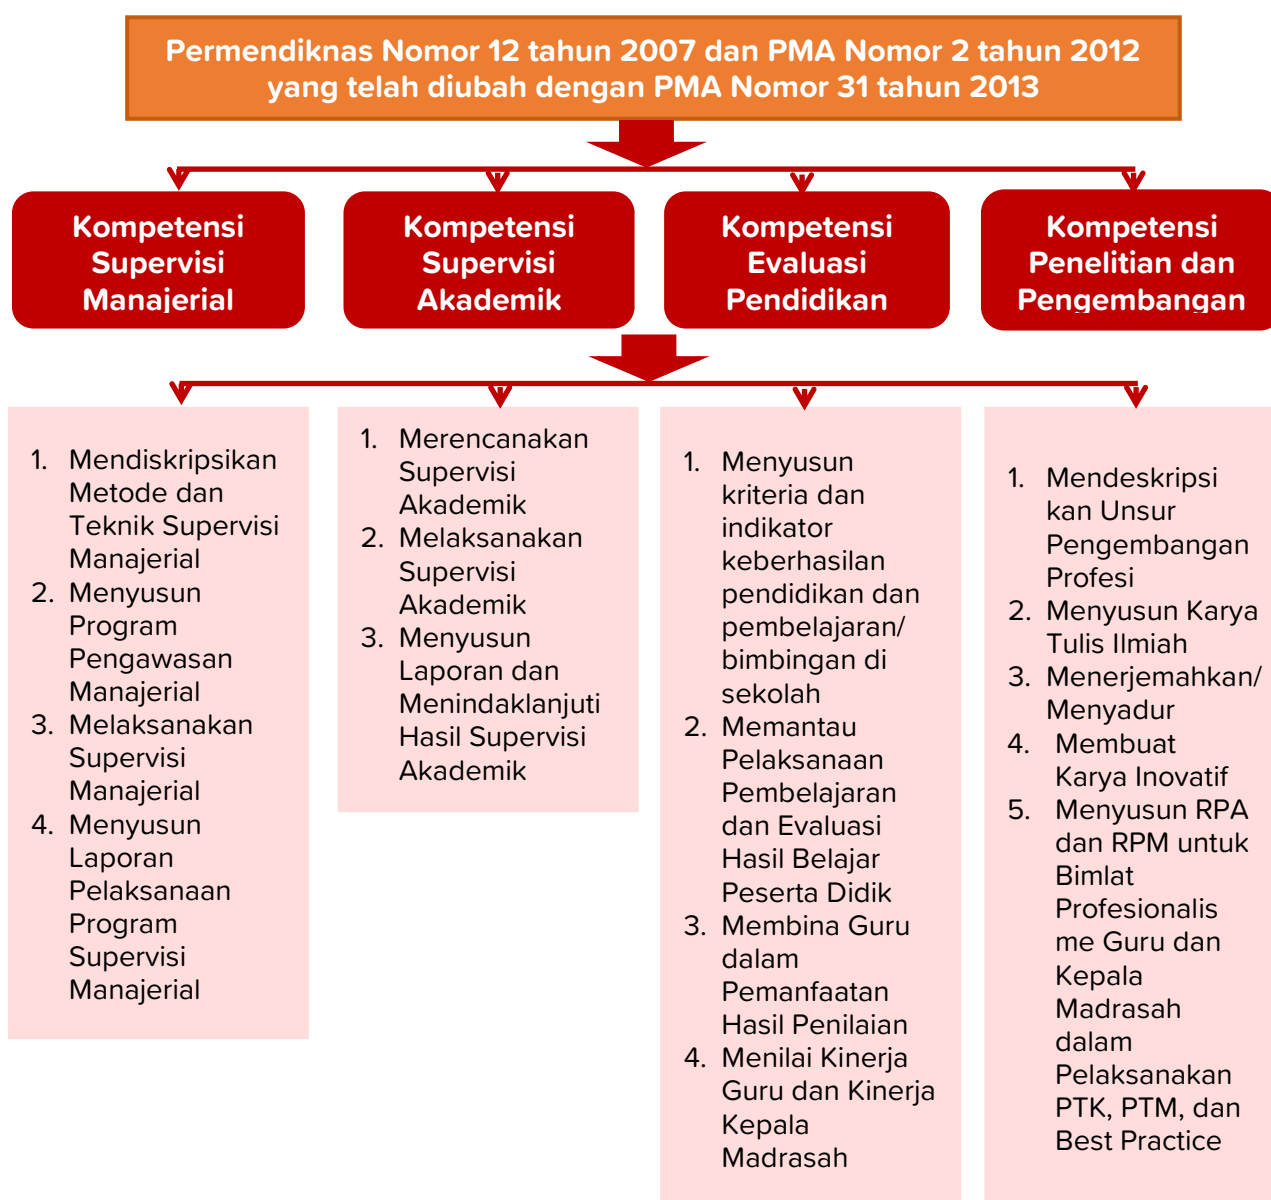 Permendiknas Nomor 12 tahun 2007 dan PMA Nomor 2 tahun 2012
yang telah diubah dengan PMA Nomor 31 tahun 2013
Kompetensi
Supervisi
Manajerial
Kompetensi
Supervisi
Akademik
Kompetensi
Evaluasi
Pendidikan
Kompetensi
Penelitian dan
Pengembangan
1. Mendiskripsikan
Metode dan
Teknik Supervisi
Manajerial
2. Menyusun
Program
Pengawasan
Manajerial
3. Melaksanakan
Supervisi
Manajerial
4. Menyusun
Laporan
Pelaksanaan
Program
Supervisi
Manajerial
1. Merencanakan
Supervisi
Akademik
2. Melaksanakan
Supervisi
Akademik
3. Menyusun
Laporan dan
Menindaklanjuti
Hasil Supervisi
Akademik
1. Menyusun
kriteria dan
indikator
keberhasilan
pendidikan dan
pembelajaran/
bimbingan di
sekolah
2. Memantau
Pelaksanaan
Pembelajaran
dan Evaluasi
Hasil Belajar
Peserta Didik
3. Membina Guru
dalam
Pemanfaatan
Hasil Penilaian
4. Menilai Kinerja
Guru dan Kinerja
Kepala
Madrasah
1. Mendeskripsi
kan Unsur
Pengembangan
Profesi
2. Menyusun Karya
Tulis Ilmiah
3. Menerjemahkan/
Menyadur
4. Membuat
Karya Inovatif
5. Menyusun RPA
dan RPM untuk
Bimlat
Profesionalis
me Guru dan
Kepala
Madrasah
dalam
Pelaksanakan
PTK, PTM, dan
Best Practice